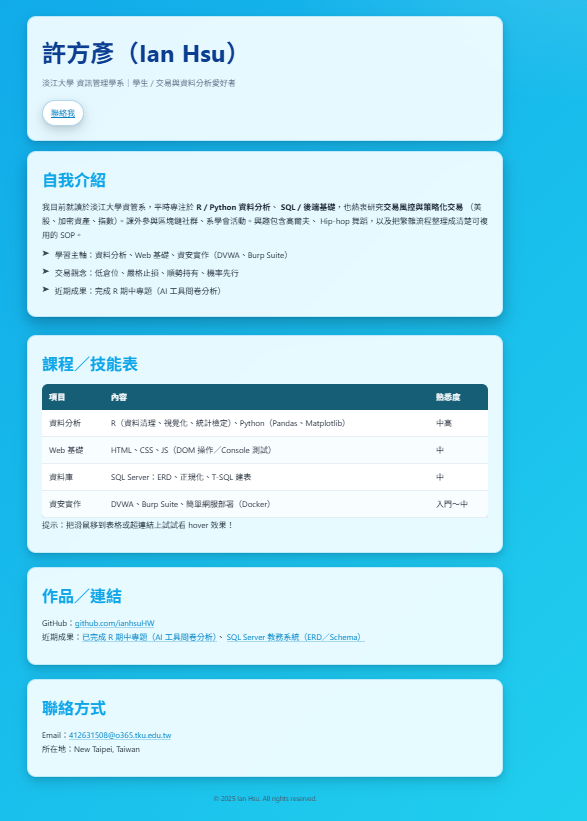 許方彥（Ian Hsu）
淡江大學 資訊管理學系｜學生 / 交易與資料分析愛好者
聯絡我
自我介紹
我目前就讀於淡江大學資管系，平時專注於 R / Python 資料分析、 SQL / 後端基礎，也熱衷研究交易風控與策略化交易 （美
股、加密資產、指數）。課外參與區塊鏈社群、系學會活動。興趣包含高爾夫、 Hip-hop 舞蹈，以及把繁雜流程整理成清楚可複
用的 SOP。
➤ 學習主軸：資料分析、Web 基礎、資安實作（DVWA、Burp Suite）
➤ 交易觀念：低倉位、嚴格止損、順勢持有、機率先行
➤ 近期成果：完成 R 期中專題（AI 工具問卷分析）
課程／技能表
項目 內容 熟悉度
資料分析 R（資料清理、視覺化、統計檢定）、Python（Pandas、Matplotlib） 中高
Web 基礎 HTML、CSS、JS（DOM 操作／Console 測試） 中
資料庫 SQL Server：ERD、正規化、T-SQL 建表 中
資安實作 DVWA、Burp Suite、簡單網服部署（Docker） 入門～中
提示：把滑鼠移到表格或超連結上試試看 hover 效果！
作品／連結
GitHub：github.com/ianhsuHW
近期成果：已完成 R 期中專題（AI 工具問卷分析）、 SQL Server 教務系統（ERD／Schema）
聯絡方式
Email：412631508@o365.tku.edu.tw
所在地：New Taipei, Taiwan
© 2025 Ian Hsu. All rights reserved.